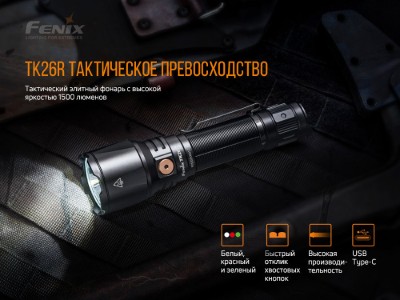 FENIX
TK26R ТАКТИЧЕСКОЕ ПРЕВОСХОДСТВО
Тактический элитный фонарь с высокой
яркостью 1500 люменов
Белый,
красный
и зеленый
Быстрый
отклик
хвостовых
кнопок
Высокая
производи-
тельность
USB
Type-C